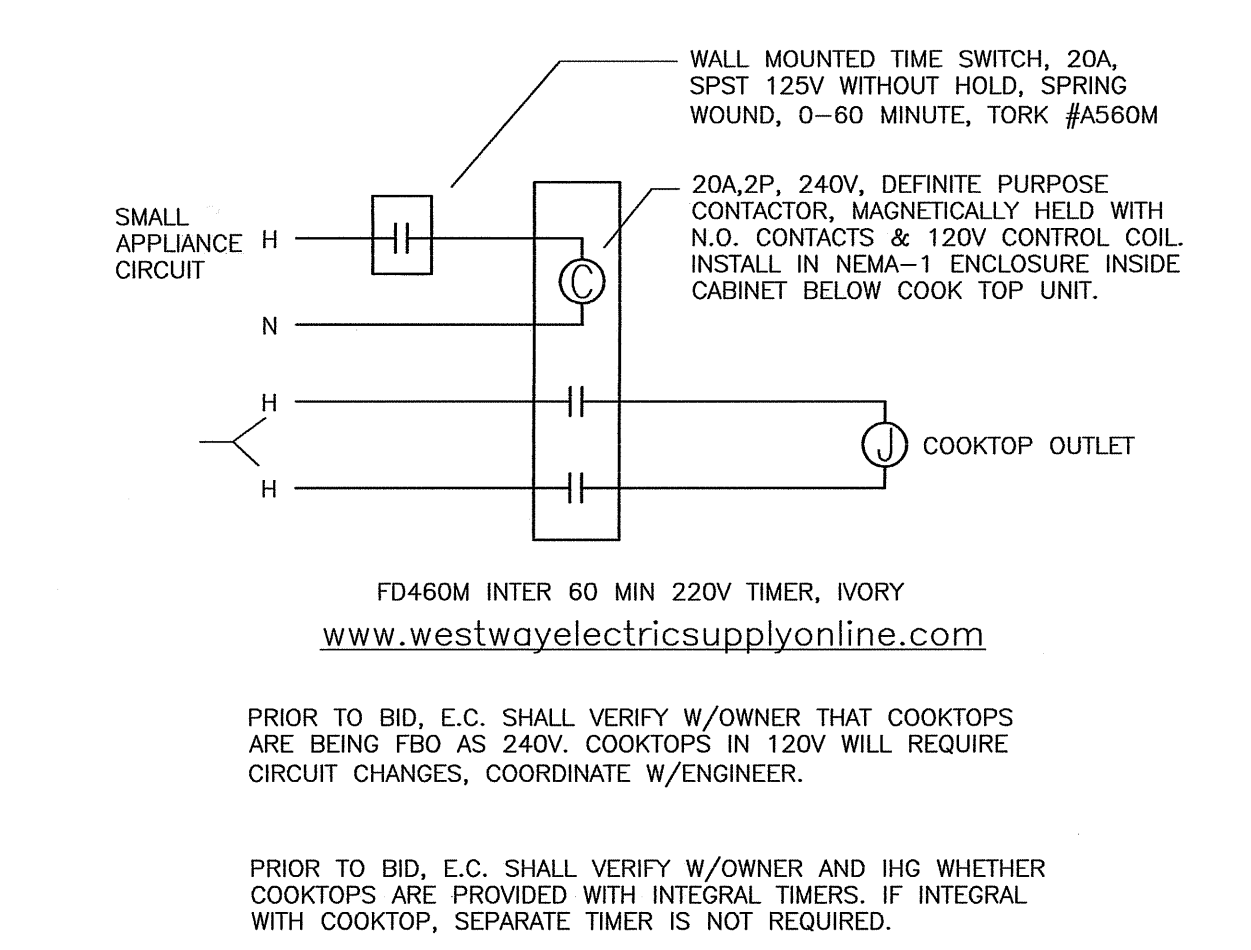 WALL MOUNTED TIME SWITCH, 20A,
SPST 125V WITHOUT HOLD, SPRING
WOUND, 0-60 MINUTE, TORK #A560M
20A,2P, 240V, DEFINITE PURPOSE
CONTACTOR, MAGNETICALLY HELD WITH
N.O. CONTACTS & 120V CONTROL COIL.
INSTALL IN NEMA-1 ENCLOSURE INSIDE
CABINET BELOW COOK TOP UNIT.
SMALL
APPLIANCE
CIRCUIT
H
C
N
H
J
COOKTOP OUTLET
H
FD460M INTER 60 MIN 220V TIMER, IVORY
www.westwayelectricsupplyonline.com
PRIOR TO BID, E.C. SHALL VERIFY W/OWNER THAT COOKTOPS
ARE BEING FBO AS 240V. COOKTOPS IN 120V WILL REQUIRE
CIRCUIT CHANGES, COORDINATE W/ENGINEER.
PRIOR TO BID, E.C. SHALL VERIFY W/OWNER AND IHG WHETHER
COOKTOPS ARE PROVIDED WITH INTEGRAL TIMERS. IF INTEGRAL
WITH COOKTOP, SEPARATE TIMER IS NOT REQUIRED.